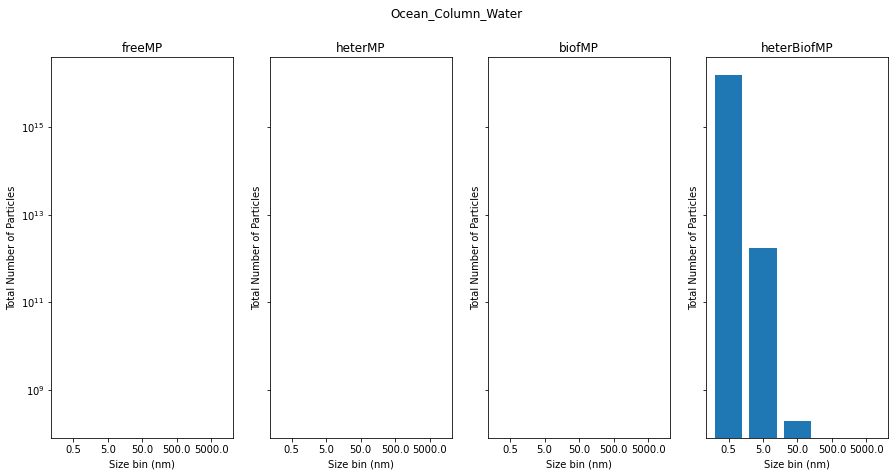 Ocean_Column_Water
freeMP
heterMP
biofMP
heterBiofMP
Total Number of Particles
10^15
10^13
10^11
10^9
0.5 5.0 50.0 500.0 5000.0
Size bin (nm)
Total Number of Particles
0.5 5.0 50.0 500.0 5000.0
Size bin (nm)
Total Number of Particles
0.5 5.0 50.0 500.0 5000.0
Size bin (nm)
Total Number of Particles
0.5 5.0 50.0 500.0 5000.0
Size bin (nm)